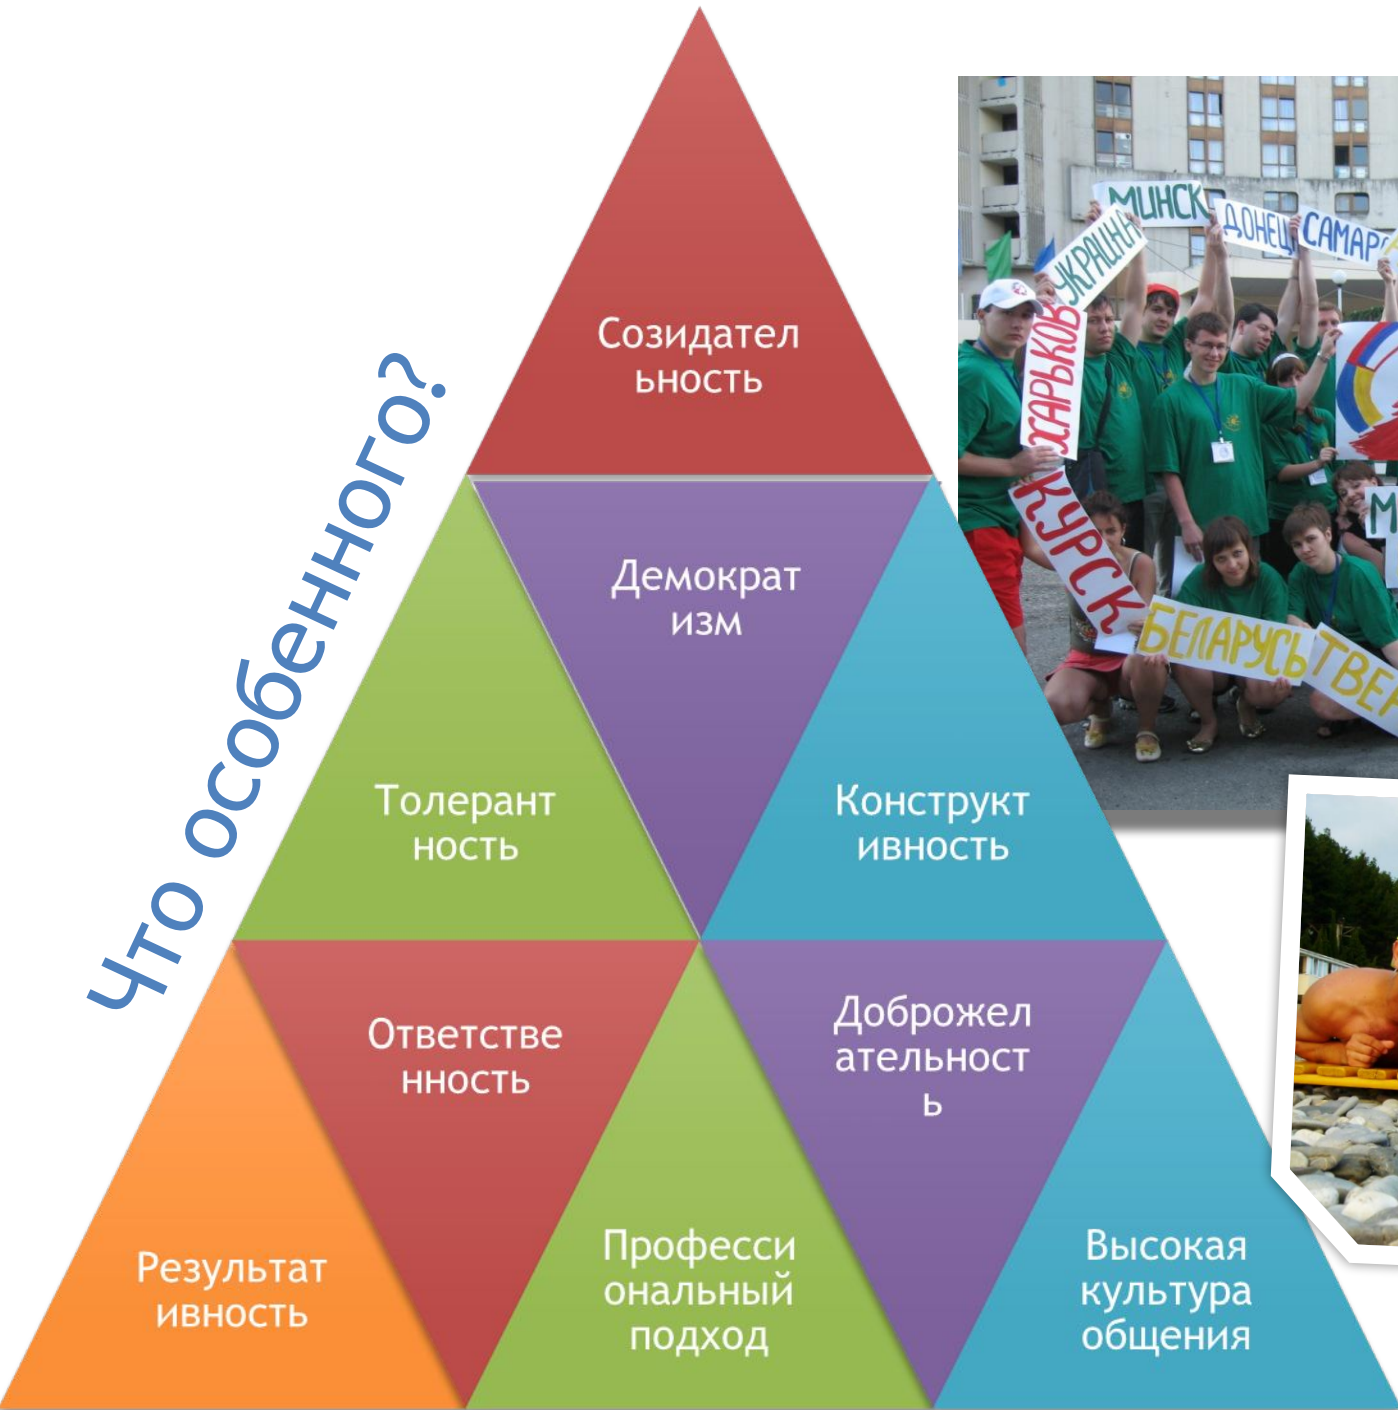 Что особенного?
Созидател
ьность
Демократ
изм
Толерант
ность
Конструкт
ивность
Ответстве
нность
Доброжел
ательност
ь
Результат
ивность
Професси
ональный
подход
Высокая
культура
общения
МИНСК
УКРАИНА
ДОНЕЦ
САМАР
ХАРЬКОВ
КУРСК
БЕЛАРУСЬ
ТВЕР
М